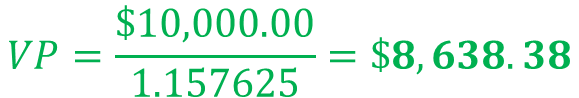 VP = $10,000.00 / 1.157625 = $8,638.38